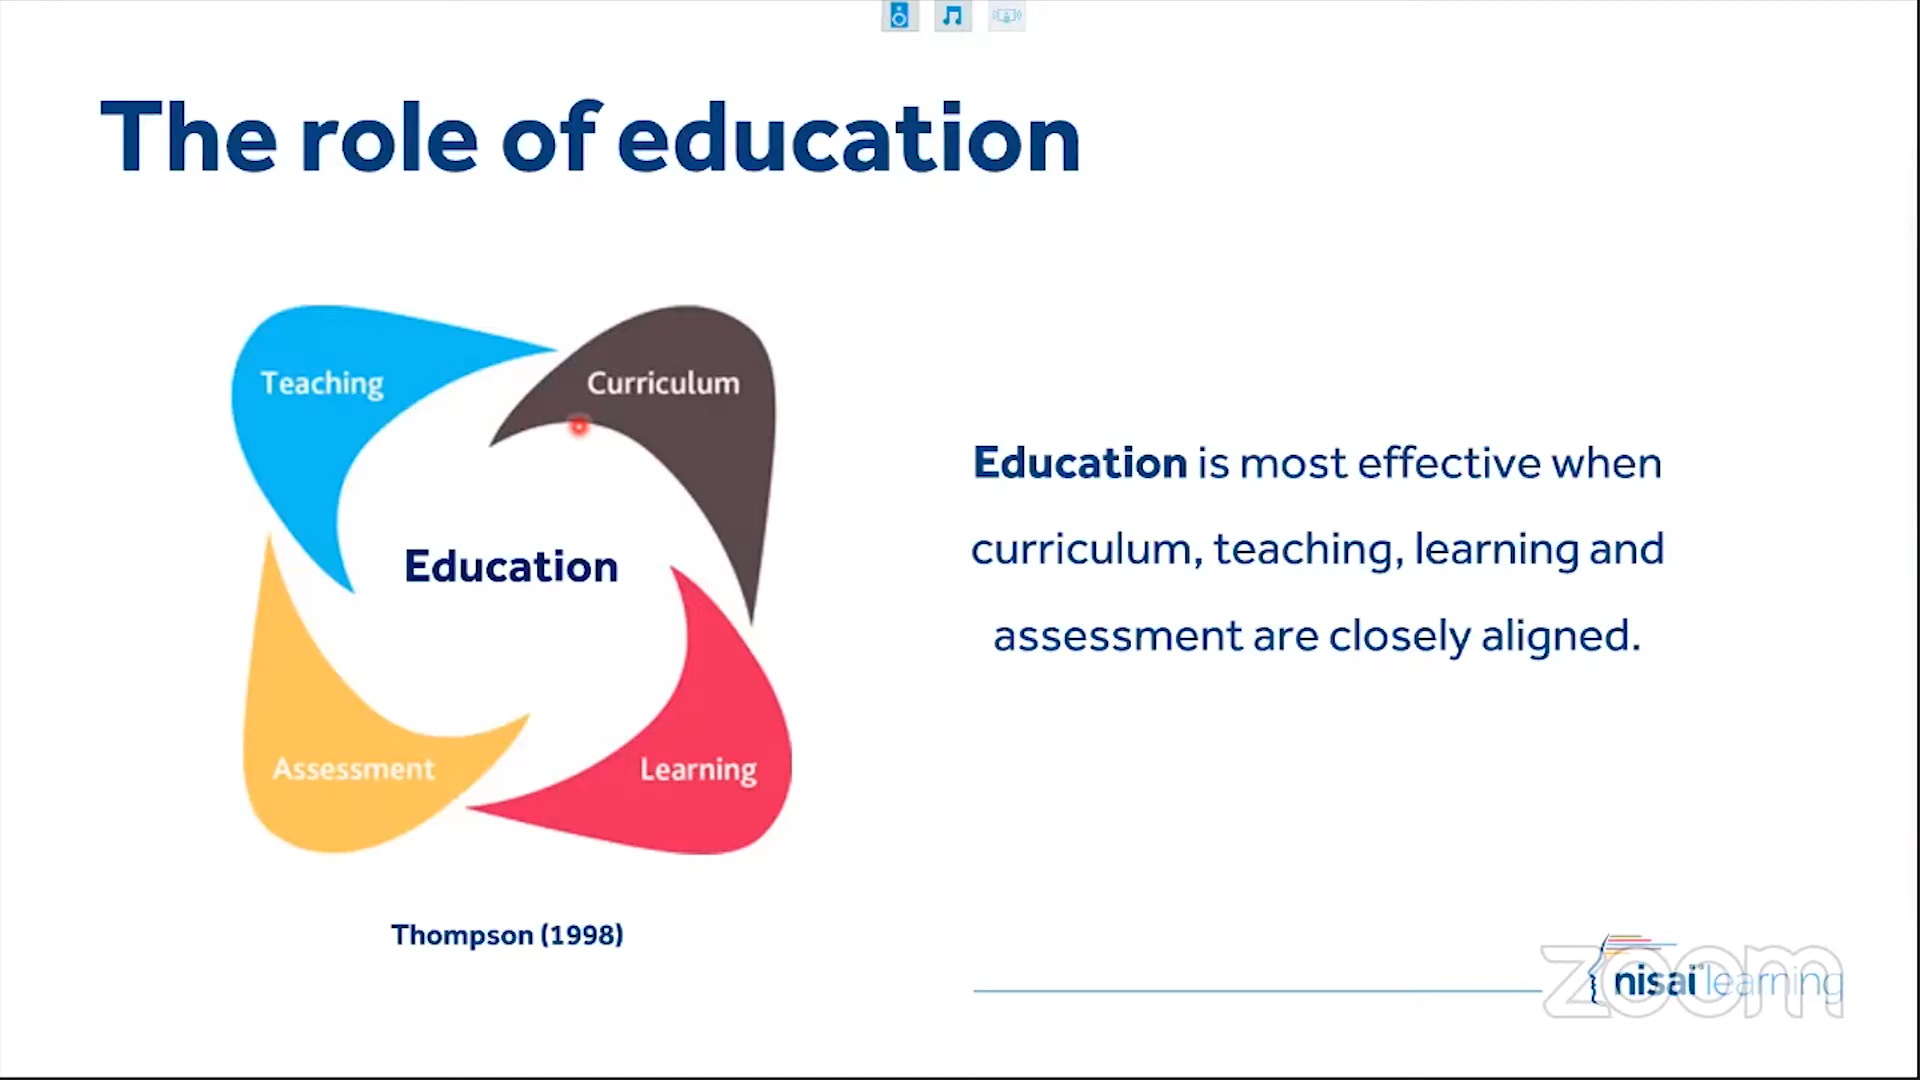 The role of education
Teaching
Curriculum
Education
Assessment
Learning
Thompson (1998)
Education is most effective when
curriculum, teaching, learning and
assessment are closely aligned.
nisai learning
zoom